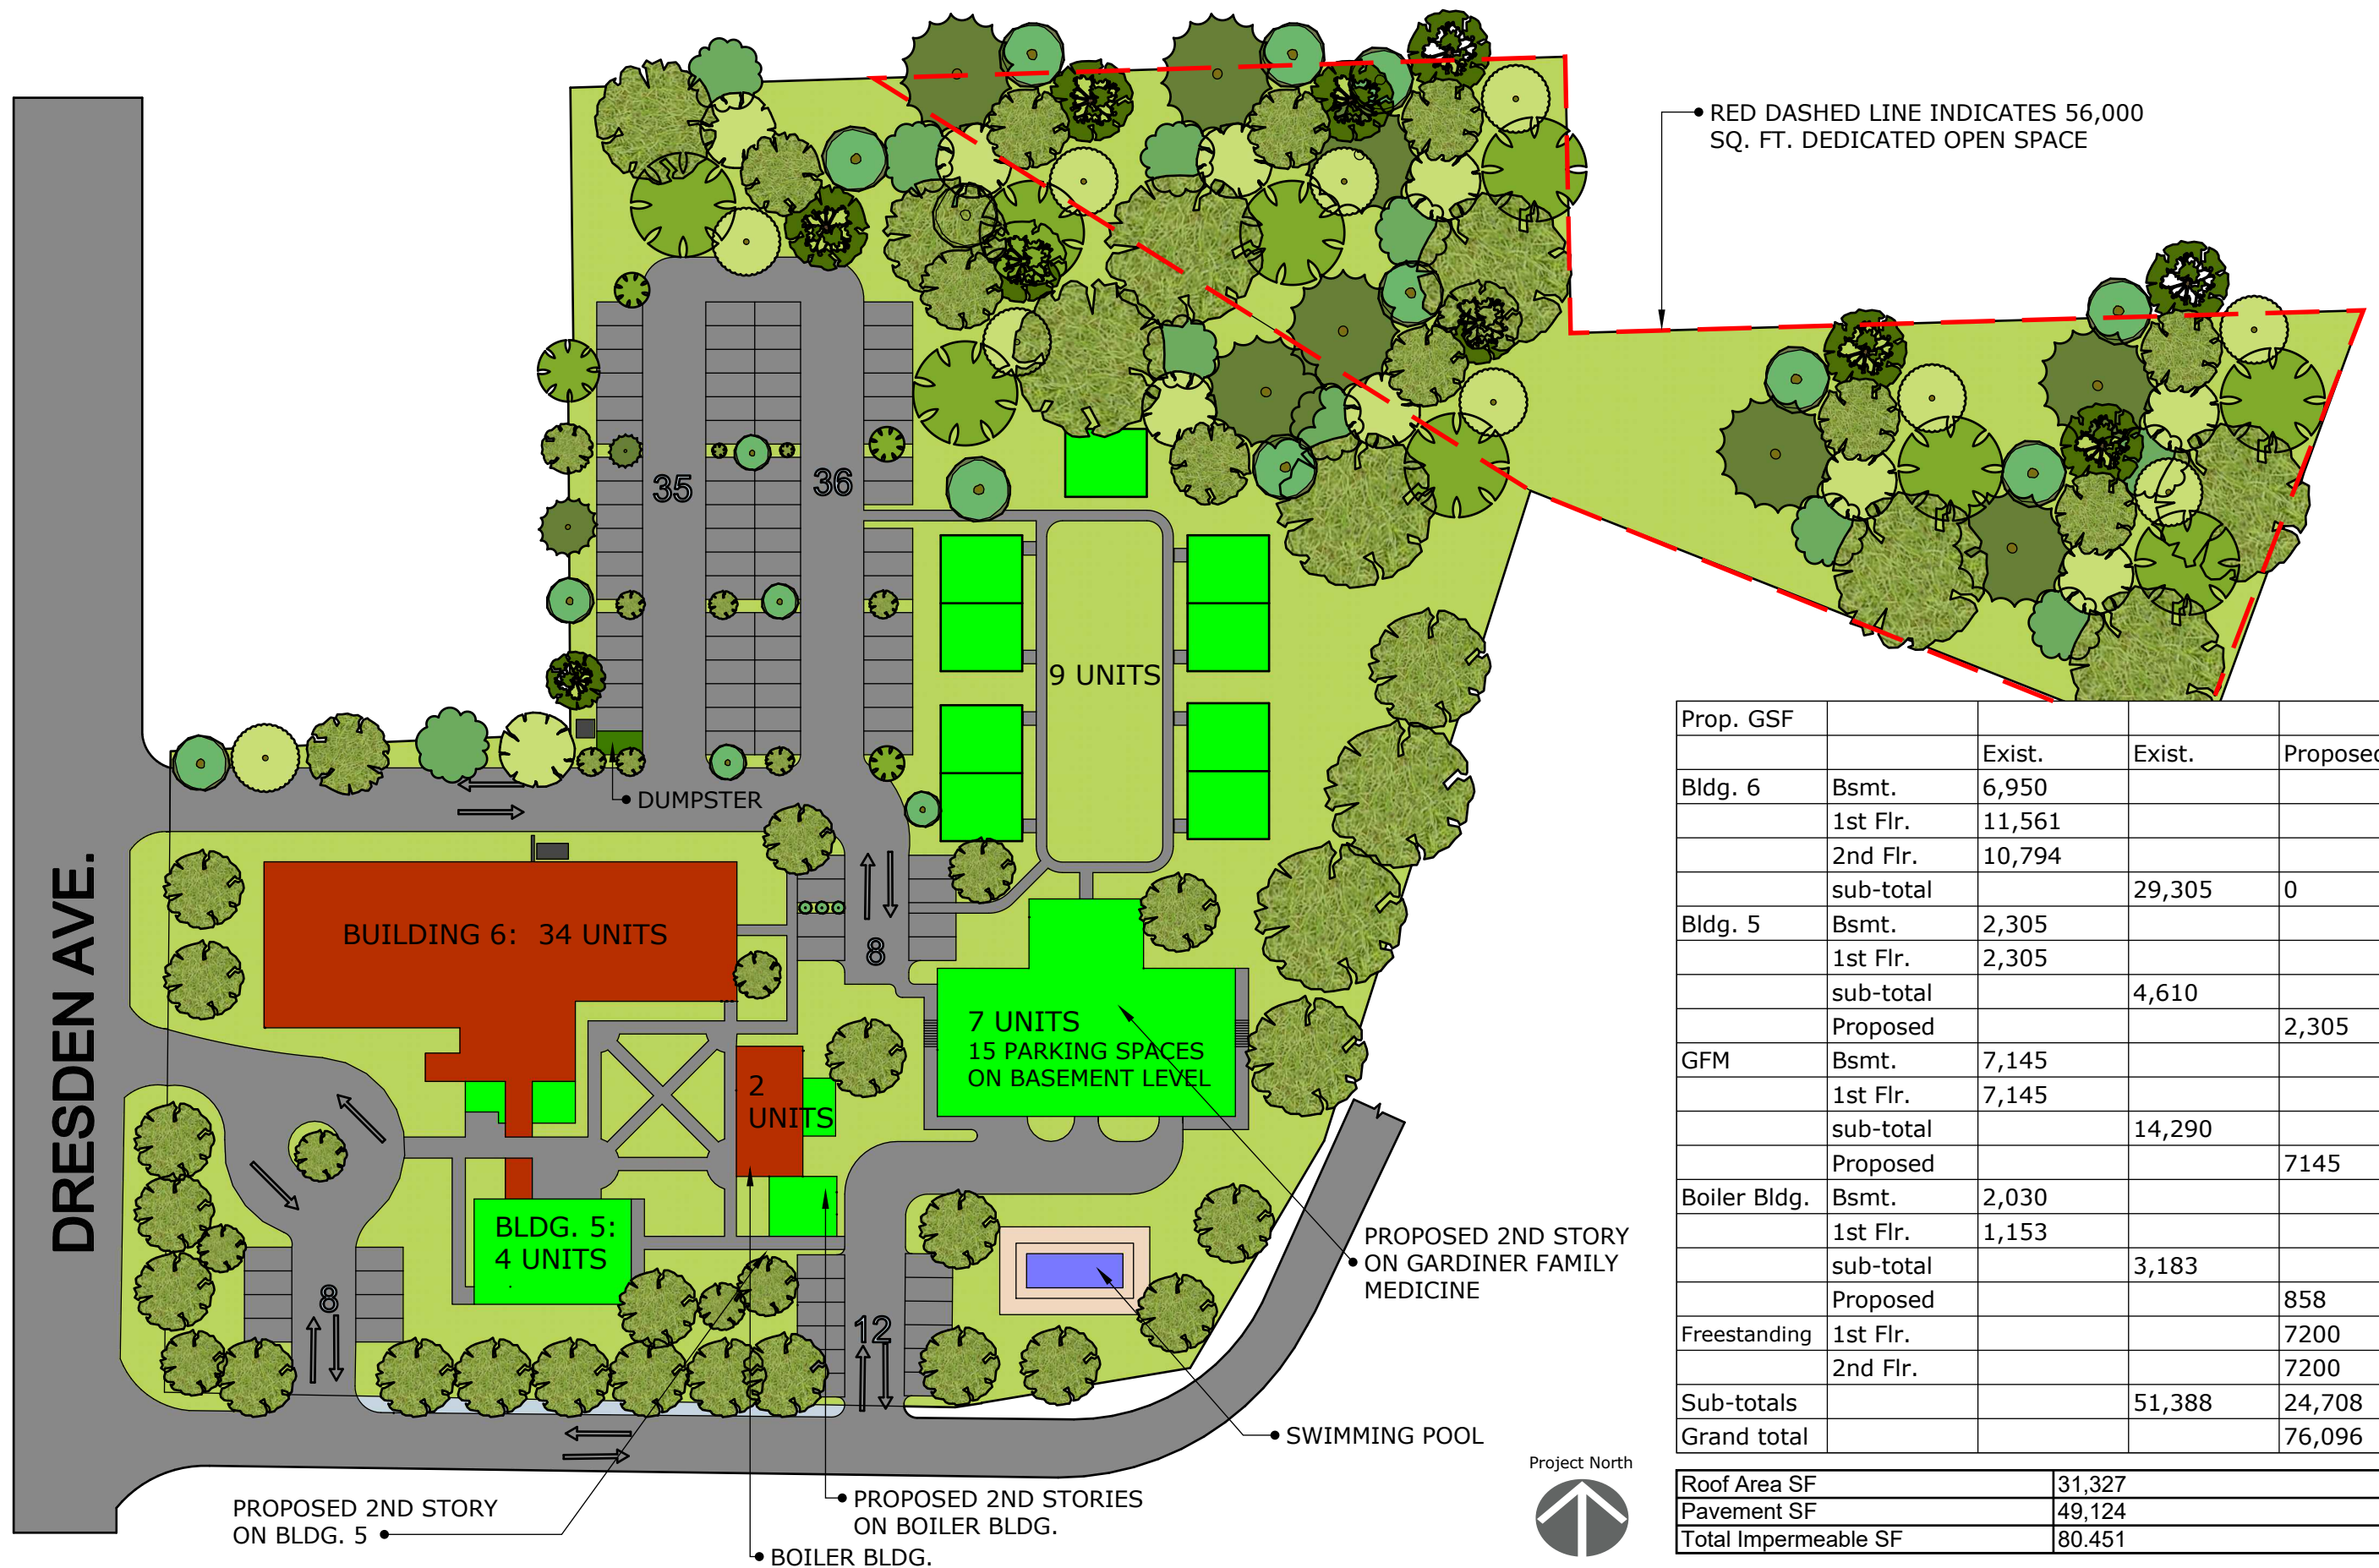 RED DASHED LINE INDICATES 56,000
SQ. FT. DEDICATED OPEN SPACE
35
36
9 UNITS
DUMPSTER
DRESDEN AVE.
BUILDING 6: 34 UNITS
8
7 UNITS
15 PARKING SPACES
ON BASEMENT LEVEL
2
UNITS
BLDG. 5:
4 UNITS
8
12
PROPOSED 2ND STORY
ON GARDINER FAMILY
MEDICINE
SWIMMING POOL
PROPOSED 2ND STORY
ON BLDG. 5
PROPOSED 2ND STORIES
ON BOILER BLDG.
BOILER BLDG.
Project North
Prop. GSF
Exist. Exist. Proposed
Bldg. 6 Bsmt. 6,950
1st Flr. 11,561
2nd Flr. 10,794
sub-total 29,305 0
Bldg. 5 Bsmt. 2,305
1st Flr. 2,305
sub-total 4,610
Proposed 2,305
GFM Bsmt. 7,145
1st Flr. 7,145
sub-total 14,290
Proposed 7145
Boiler Bldg. Bsmt. 2,030
1st Flr. 1,153
sub-total 3,183
Proposed 858
Freestanding 1st Flr. 7200
2nd Flr. 7200
Sub-totals 51,388 24,708
Grand total 76,096
Roof Area SF 31,327
Pavement SF 49,124
Total Impermeable SF 80.451